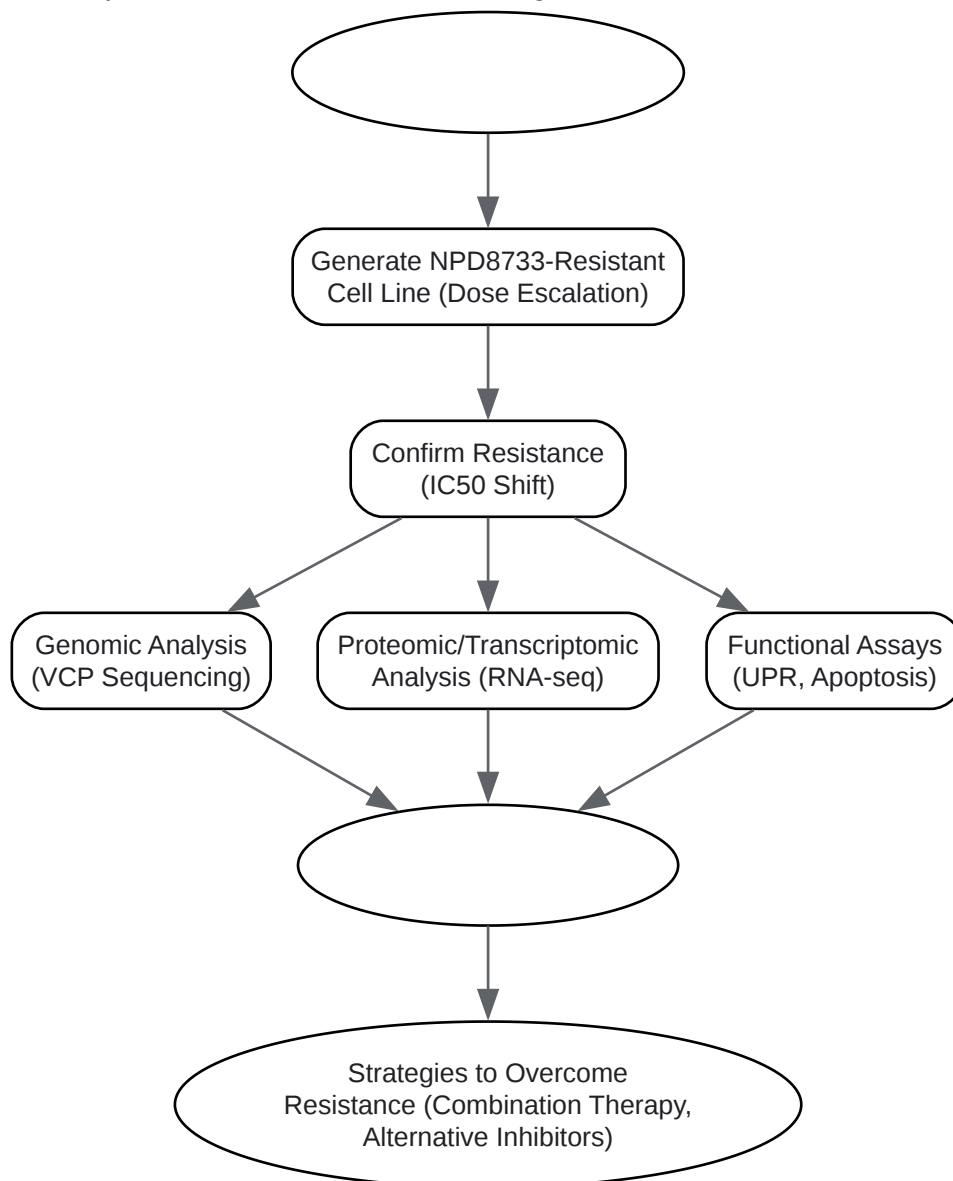 Generate NPD8733-Resistant
Cell Line (Dose Escalation)
Confirm Resistance
(IC50 Shift)
Genomic Analysis
(VCP Sequencing)
Proteomic/Transcriptomic
Analysis (RNA-seq)
Functional Assays
(UPR, Apoptosis)
Strategies to Overcome
Resistance (Combination Therapy,
Alternative Inhibitors)